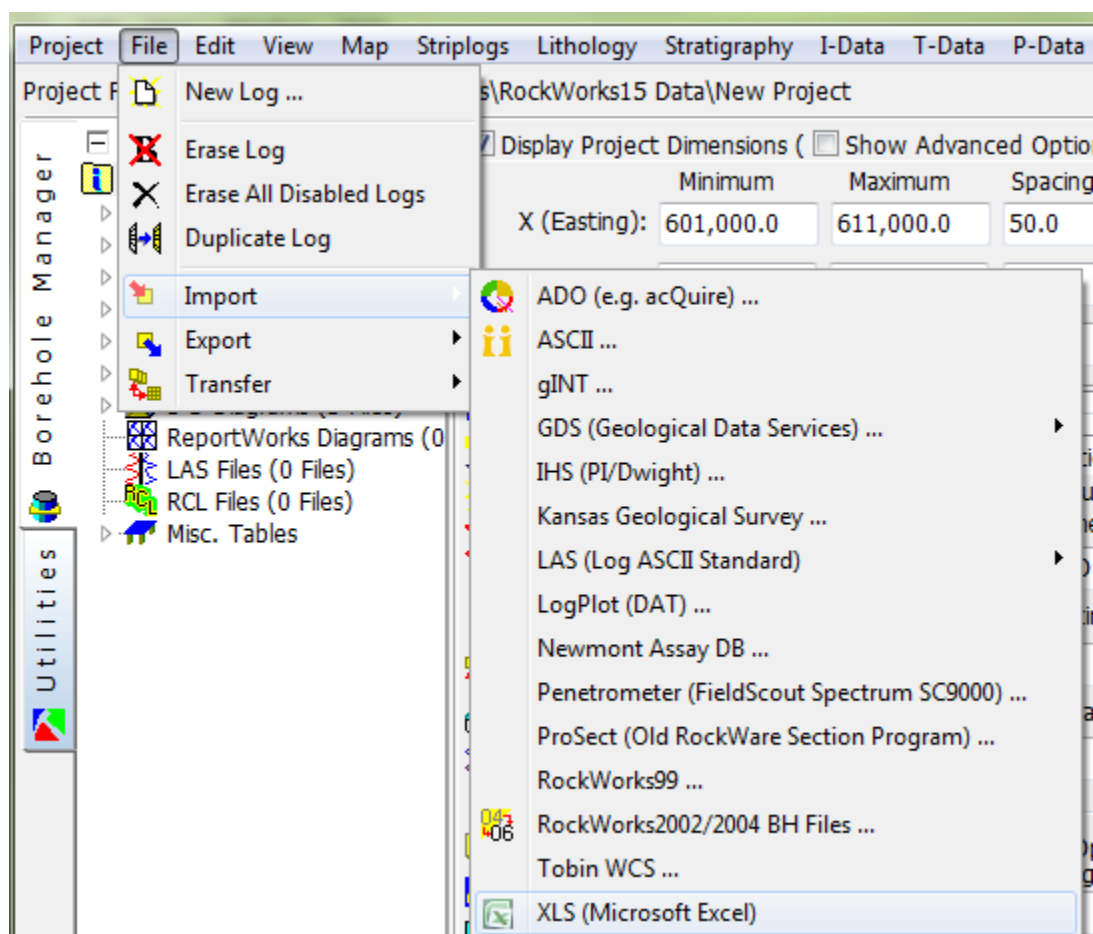 Project File Edit View Map Striplogs Lithology Stratigraphy I-Data T-Data P-Data
New Log ... \RockWorks15 Data\New Project
Erase Log
Display Project Dimensions ( Show Advanced
Erase All Disabled Logs
Minimum Maximum Spacing
Duplicate Log
X (Easting): 601,000.0 611,000.0 50.0
Import
Export
Transfer
ADO (e.g. acQuire) ...
ASCII ...
gINT ...
GDS (Geological Data Services) ...
IHS (PI/Dwight) ...
Kansas Geological Survey ...
LAS (Log ASCII Standard)
LogPlot (DAT) ...
Newmont Assay DB ...
Penetrometer (FieldScout Spectrum SC9000) ...
ProSect (Old RockWare Section Program) ...
RockWorks99 ...
RockWorks2002/2004 BH Files ...
Tobin WCS ...
XLS (Microsoft Excel)
ReportWorks Diagrams (0
LAS Files (0 Files)
RCL Files (0 Files)
Misc. Tables
Borehole Manager
Utilities